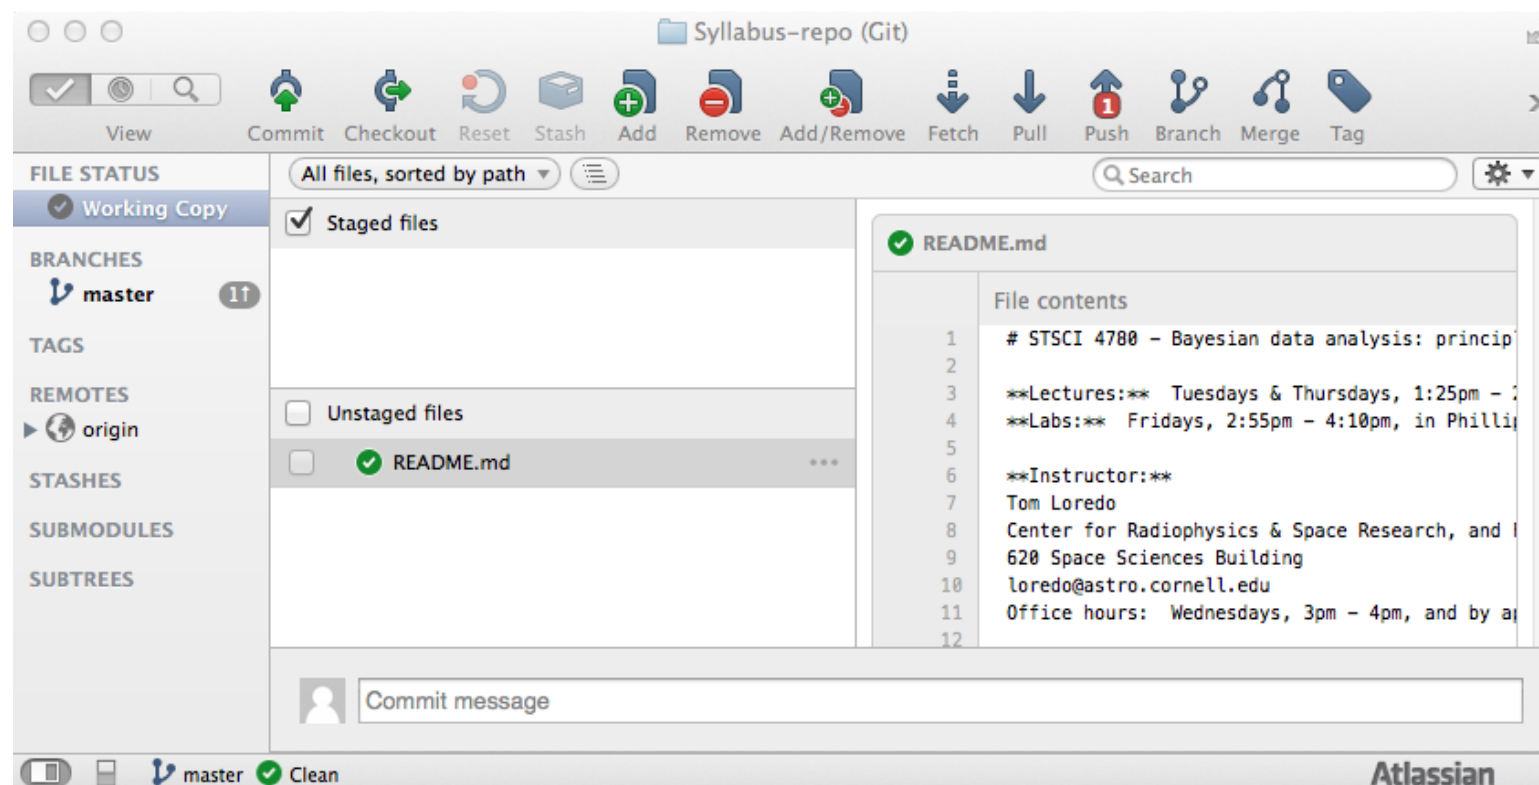 Syllabus-repo (Git)
View Commit Checkout Reset Stash Add Remove Add/Remove Fetch Pull 1 Push Branch Merge Tag
FILE STATUS
Working Copy
BRANCHES
master 1↑
TAGS
REMOTES
origin
STASHES
SUBMODULES
SUBTREES
All files, sorted by path
Search
Staged files
Unstaged files
README.md
README.md
File contents
1 # STSCI 4780 – Bayesian data analysis:
2
3 **Lectures:** Tuesdays & Thursdays, 1:25pm –
4 **Labs:** Fridays, 2:55pm – 4:10pm, in
5
6 **Instructor:**
7 Tom Loredo
8 Center for Radiophysics & Space Research, and
9 620 Space Sciences Building
10 loredo@astro.cornell.edu
11 Office hours: Wednesdays, 3pm – 4pm, and by
12
Commit message
master Clean
Atlassian